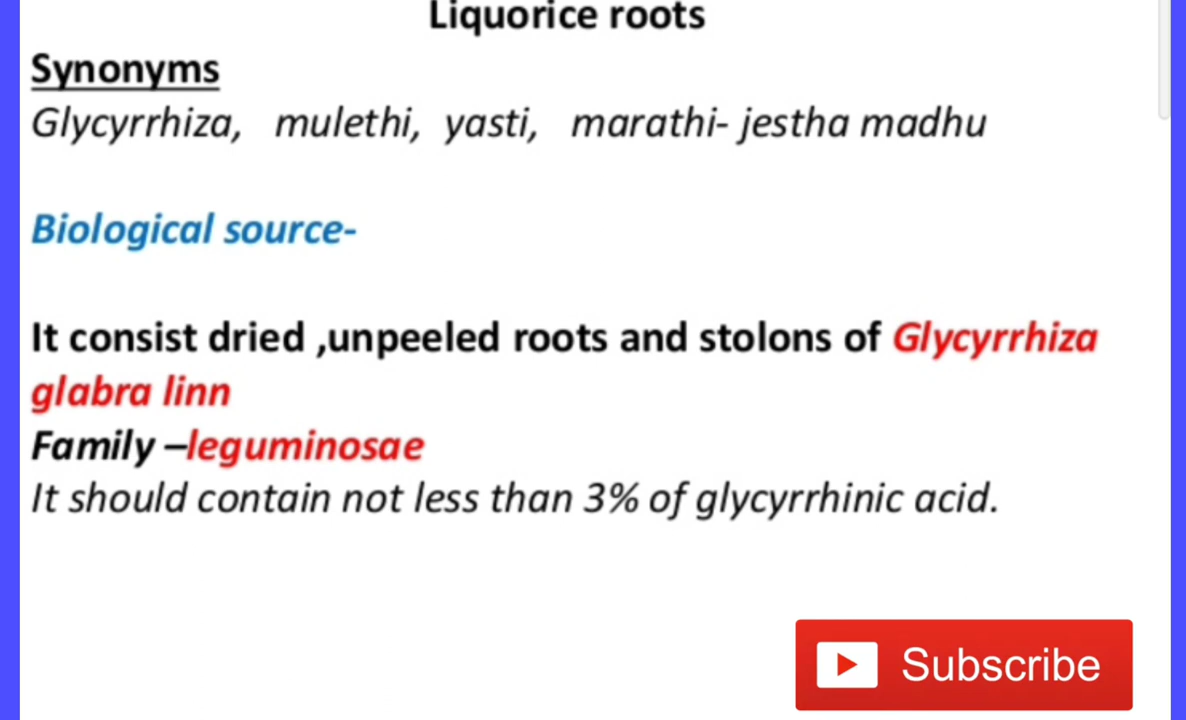 Liquorice roots
Synonyms
Glycyrrhiza, mulethi, yasti, marathi- jestha madhu
Biological source-
It consist dried ,unpeeled roots and stolons of Glycyrrhiza
glabra linn
Family –leguminosae
It should contain not less than 3% of glycyrrhinic acid.
Subscribe